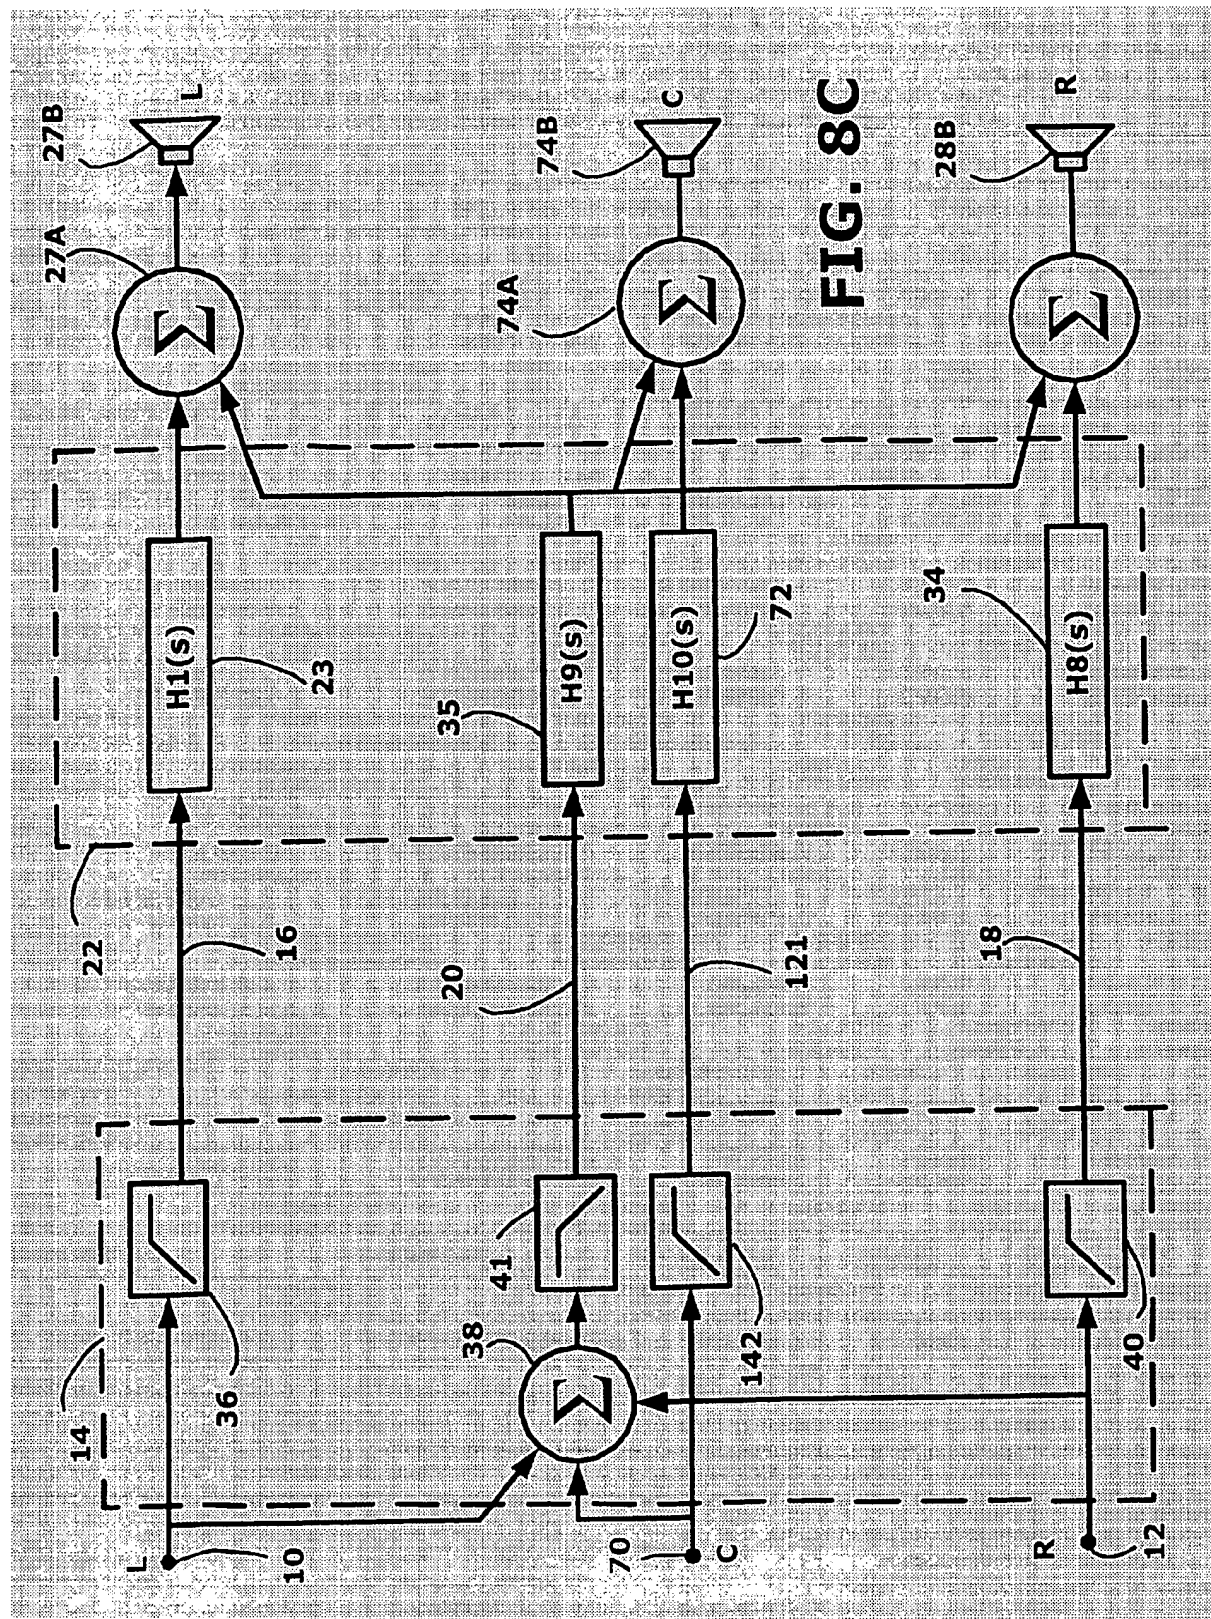 L
10
14
36
16
22
H1(s)
23
27A
Σ
27B
L
38
Σ
41
20
35
H9(s)
70
C
142
121
H10(s)
72
74A
Σ
74B
C
R
12
40
18
34
H8(s)
Σ
28B
R
FIG. 8C